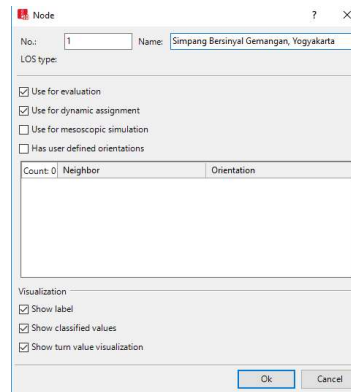 Node ? X
No.: 1 Name: Simpang Bersinyal Gemangan, Yogyakarta
LOS type:
Use for evaluation
Use for dynamic assignment
Use for mesoscopic simulation
Has user defined orientations
Count: 0 Neighbor Orientation
Visualization
Show label
Show classified values
Show turn value visualization
Ok Cancel